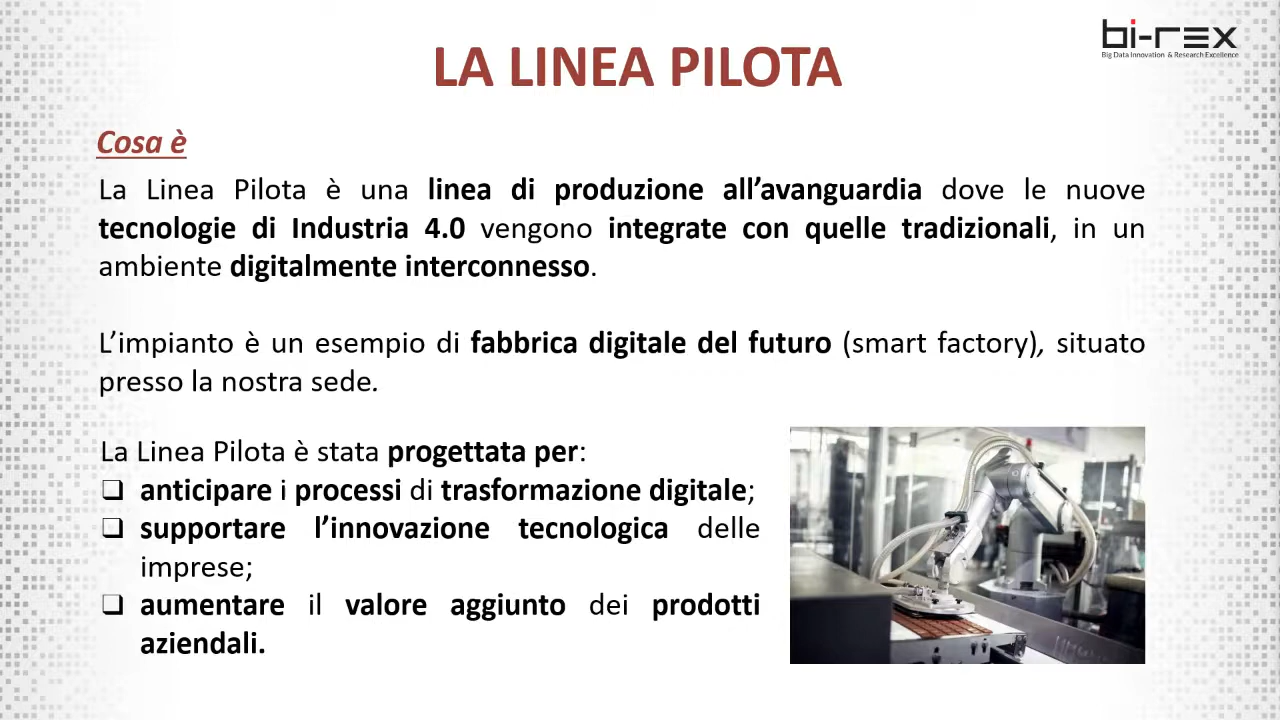 bi-rex
Big Data Innovation & Research Excellence
LA LINEA PILOTA
Cosa è
La Linea Pilota è una linea di produzione all’avanguardia dove le nuove
tecnologie di Industria 4.0 vengono integrate con quelle tradizionali, in un
ambiente digitalmente interconnesso.
L’impianto è un esempio di fabbrica digitale del futuro (smart factory), situato
presso la nostra sede.
La Linea Pilota è stata progettata per:
❑ anticipare i processi di trasformazione digitale;
❑ supportare l’innovazione tecnologica delle
imprese;
❑ aumentare il valore aggiunto dei prodotti
aziendali.